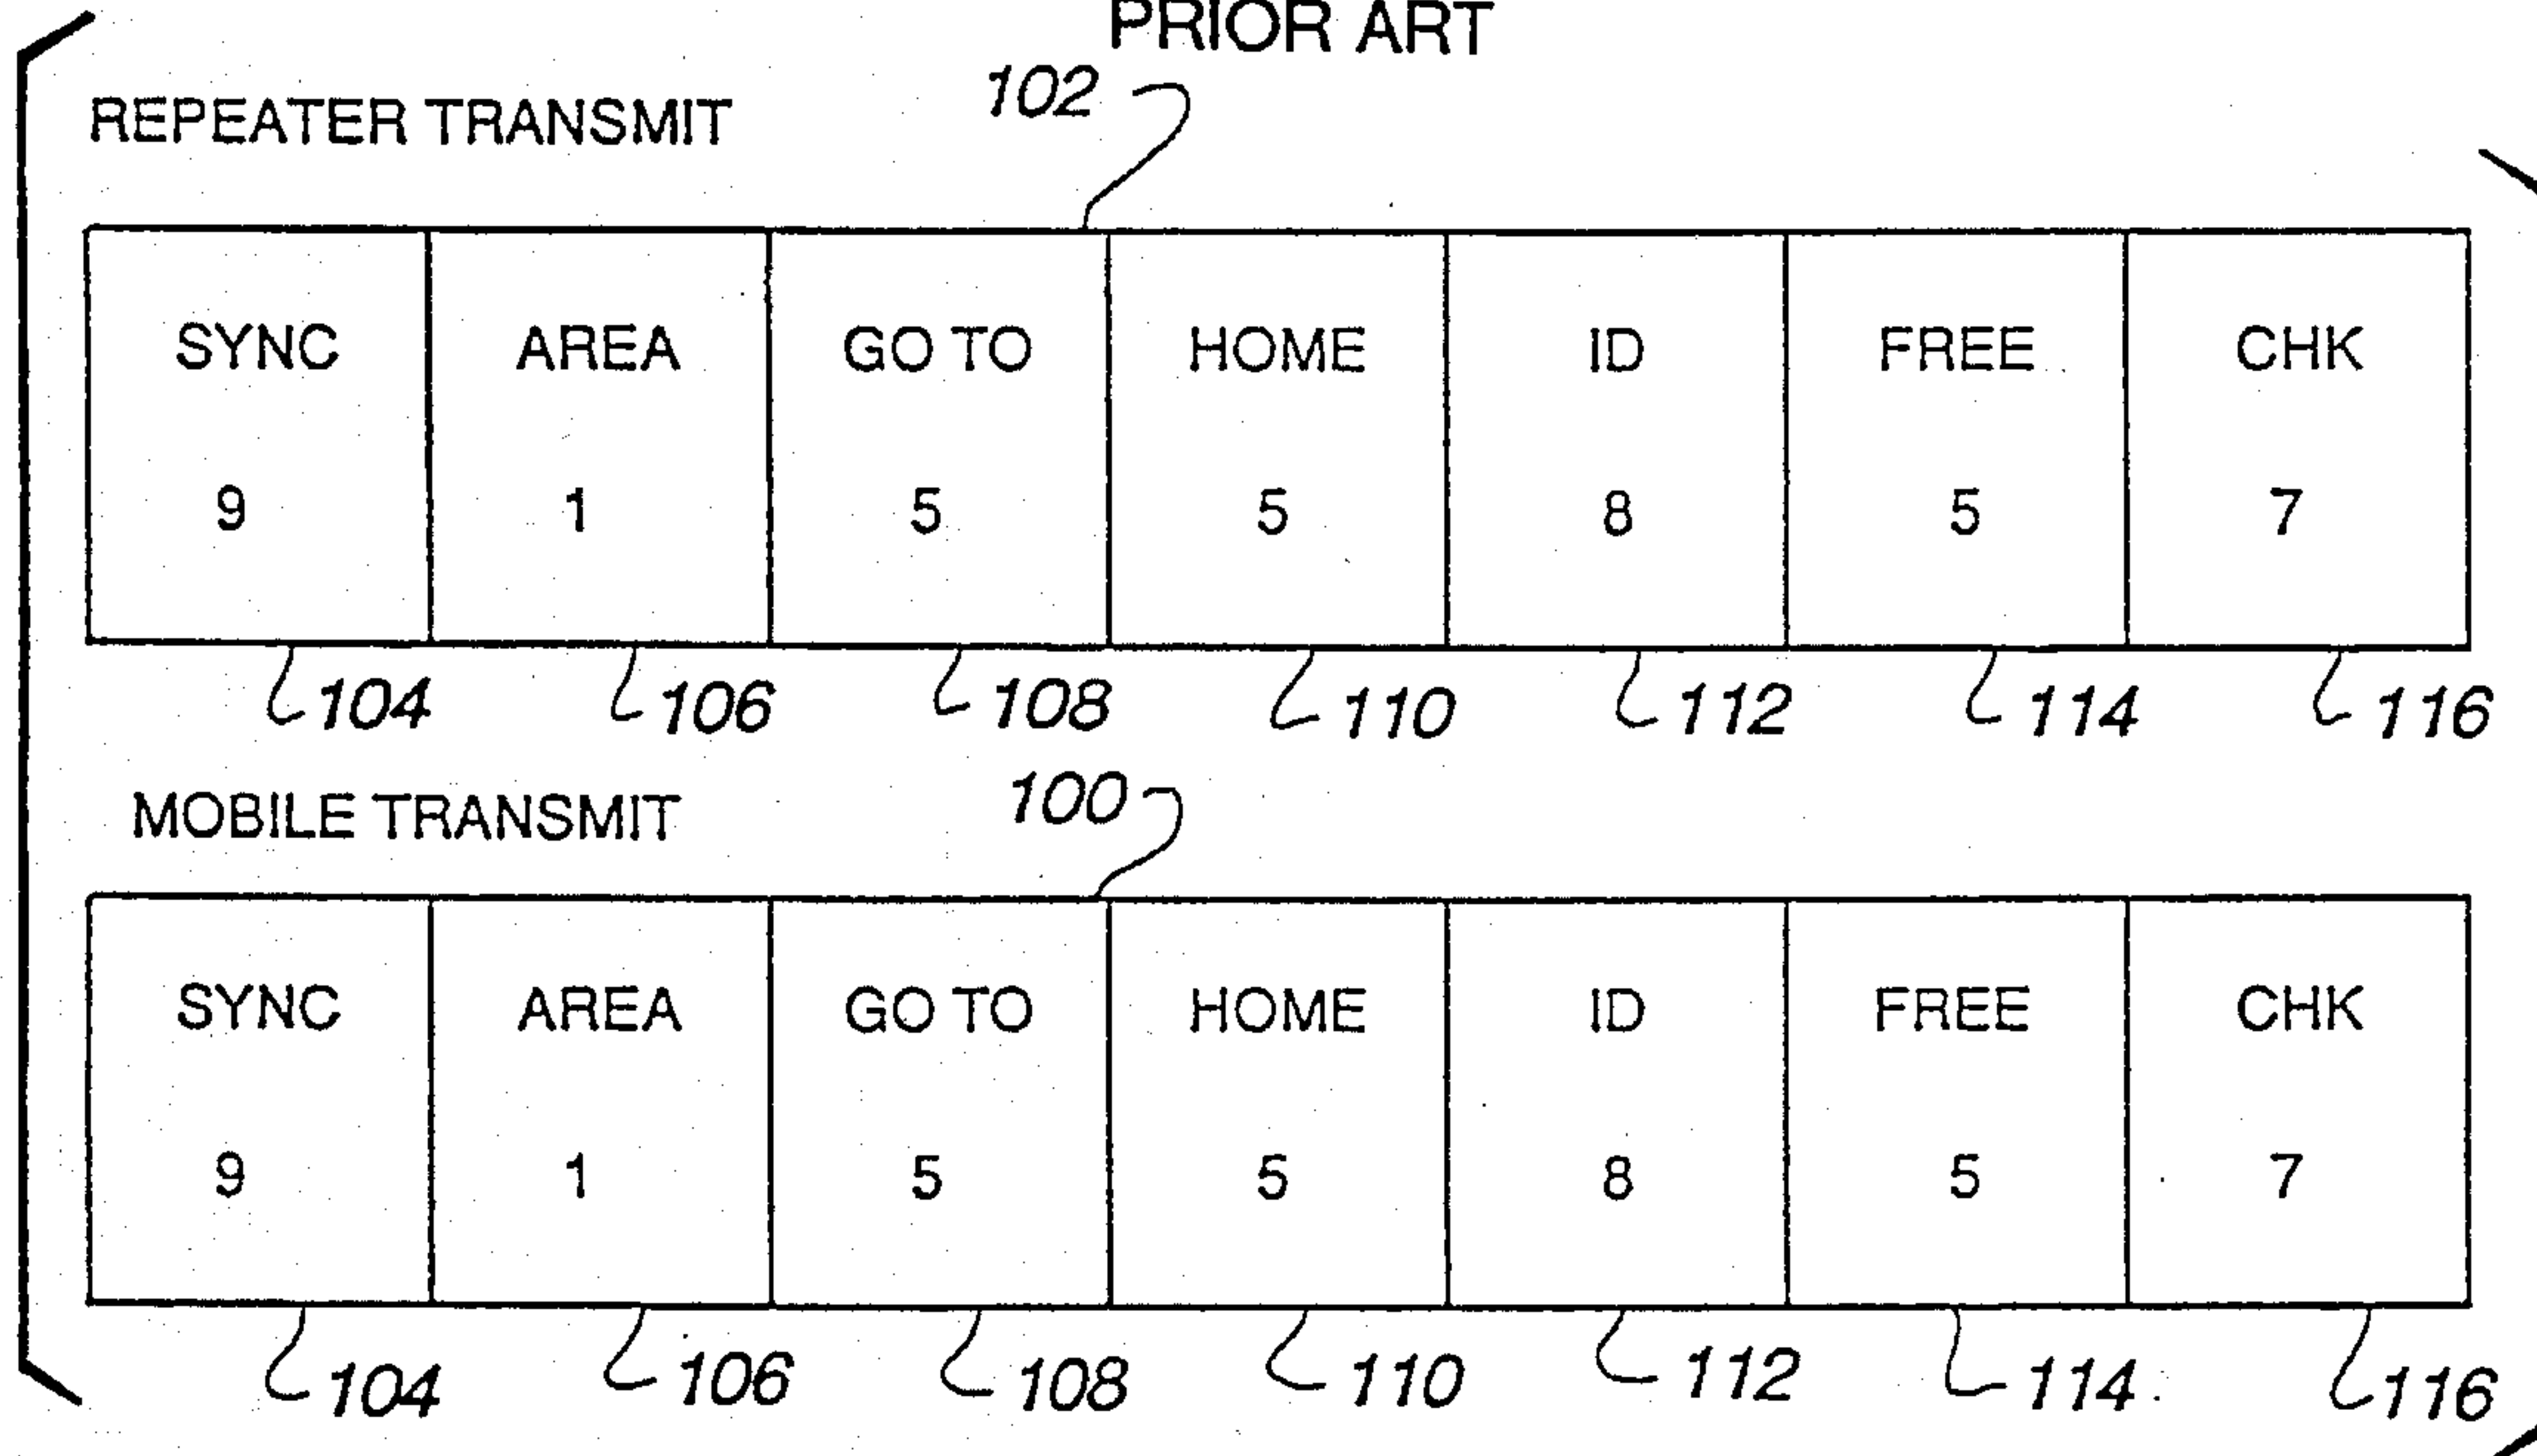 PRIOR ART
102
REPEATER TRANSMIT
SYNC AREA GO TO HOME ID FREE CHK
9 1 5 5 8 5 7
104 106 108 110 112 114 116
100
MOBILE TRANSMIT
SYNC AREA GO TO HOME ID FREE CHK
9 1 5 5 8 5 7
104 106 108 110 112 114 116